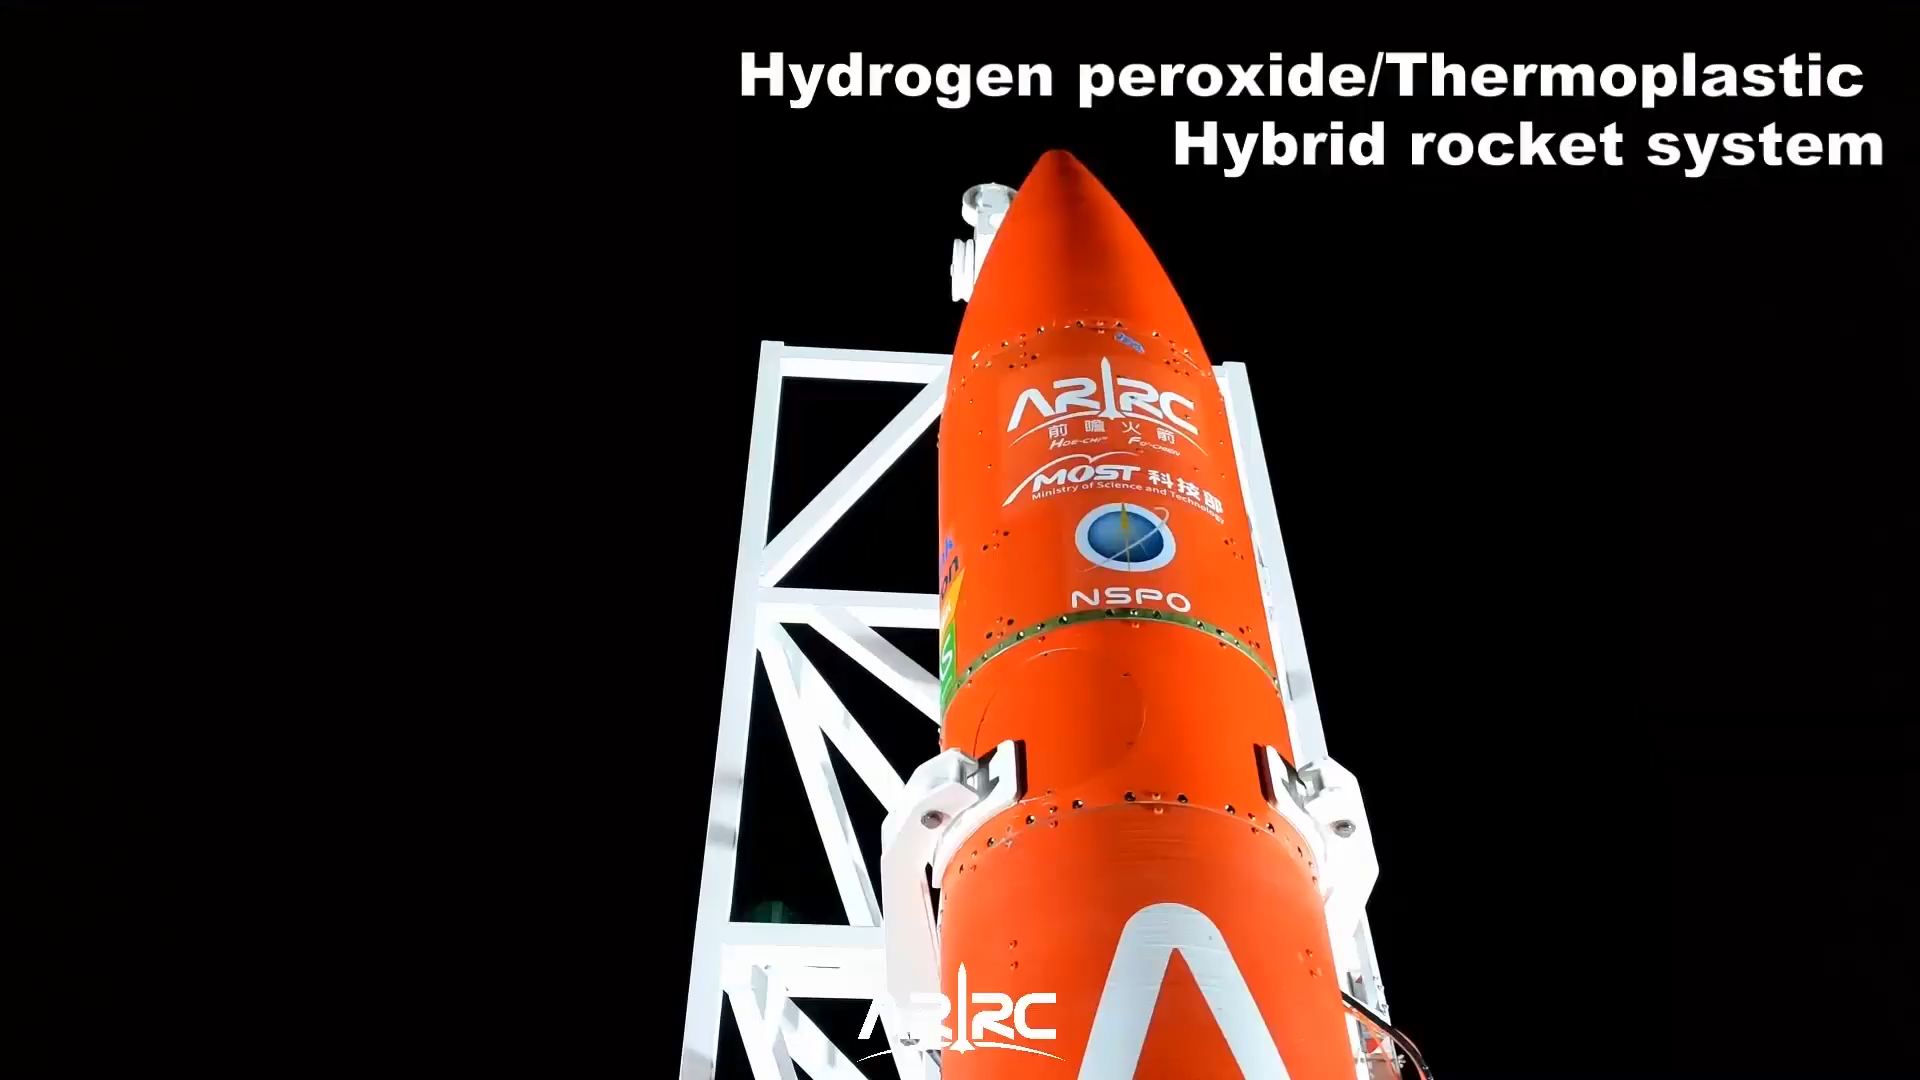 Hydrogen peroxide/Thermoplastic
Hybrid rocket system
ARRC
前瞻火箭
MOST 科技部
Ministry of Science and Technology
NSPO
A
ARRC